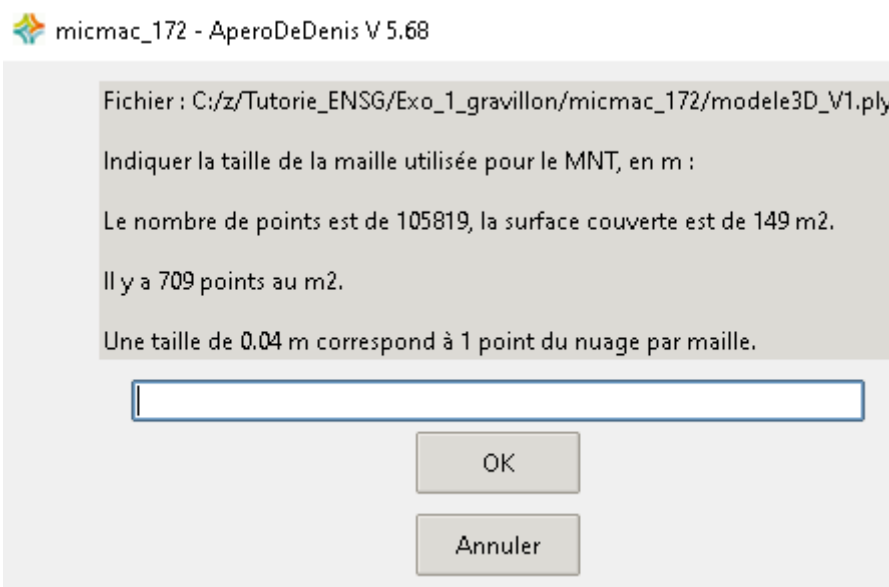 micmac_172 - AperoDeDenis V 5.68
Fichier : C:/z/Tutorie_ENSG/Exo_1_gravillon/micmac_172/modele3D_V1.ply
Indiquer la taille de la maille utilisée pour le MNT, en m :
Le nombre de points est de 105819, la surface couverte est de 149 m2.
Il y a 709 points au m2.
Une taille de 0.04 m correspond à 1 point du nuage par maille.
OK
Annuler